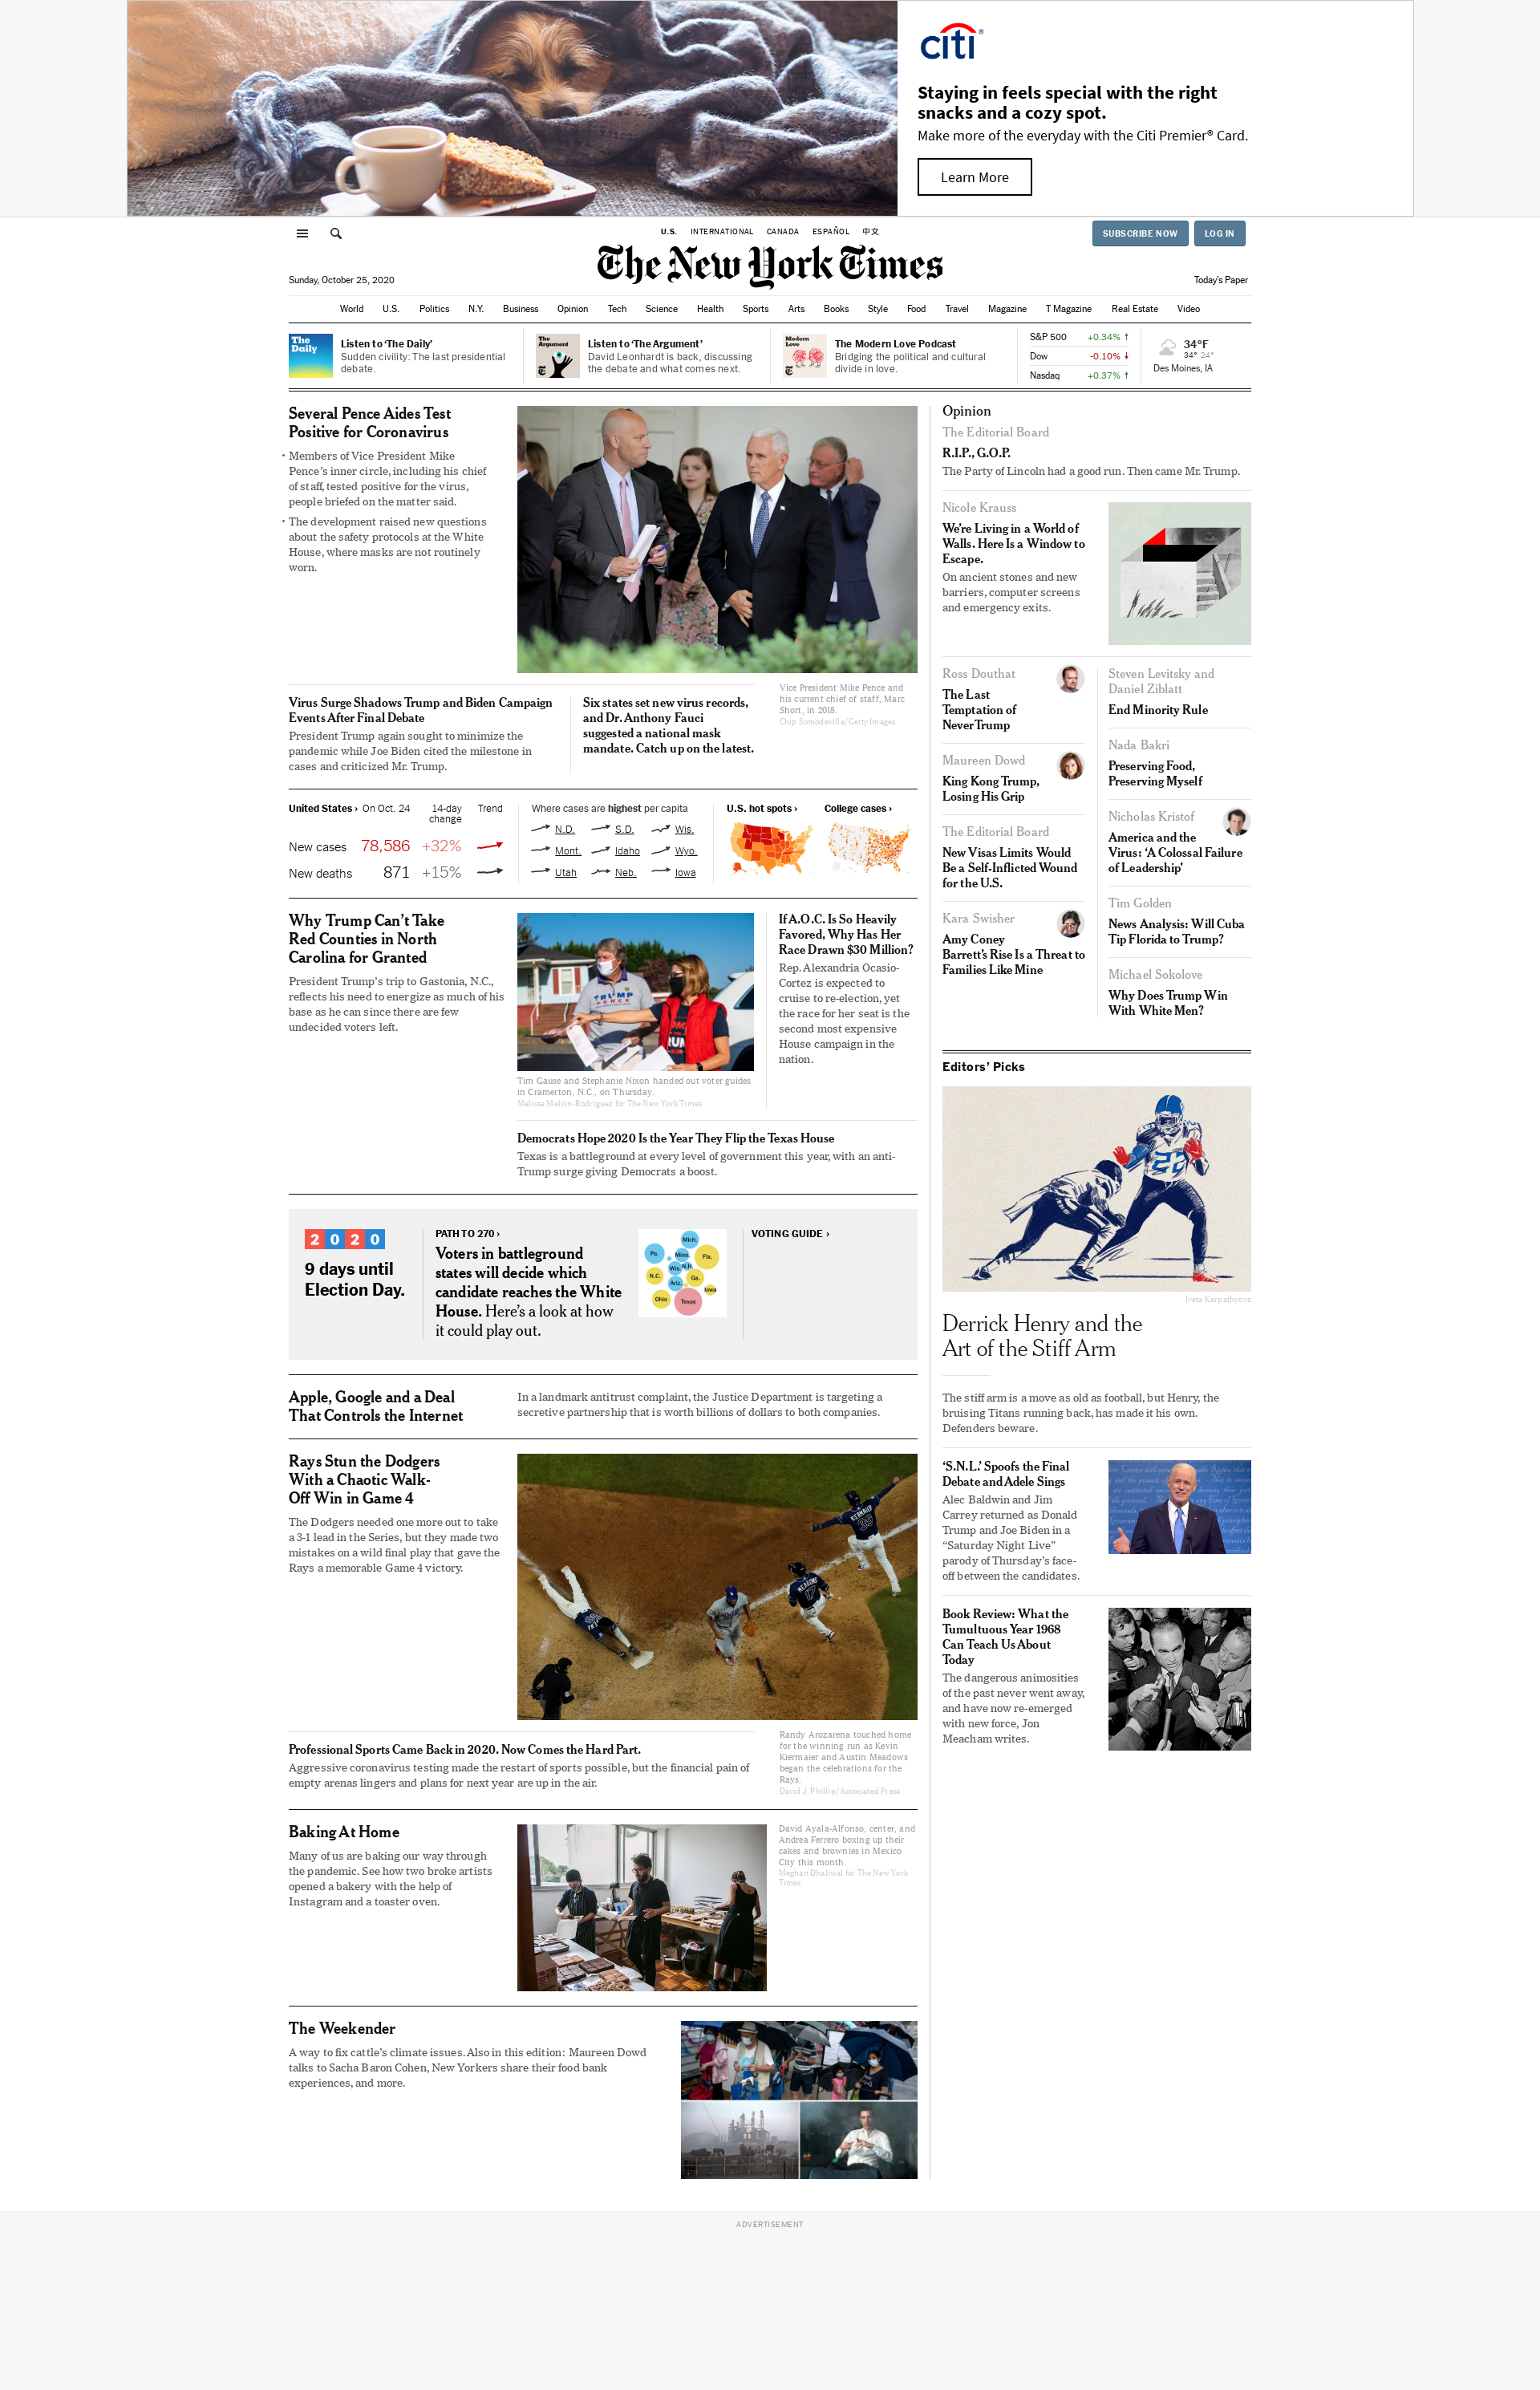 citi®
Staying in feels special with the right
snacks and a cozy spot.
Make more of the everyday with the Citi Premier® Card.
Learn More
U.S. INTERNATIONAL CANADA ESPAÑOL 中文
SUBSCRIBE NOW LOG IN
The New York Times
Sunday, October 25, 2020
Today's Paper
World U.S. Politics N.Y. Business Opinion Tech Science Health Sports Arts Books Style Food Travel Magazine T Magazine Real Estate Video
The
Daily
Listen to ‘The Daily’
Sudden civility: The last presidential
debate.
The
Argument
Listen to ‘The Argument’
David Leonhardt is back, discussing
the debate and what comes next.
Modern
Love
The Modern Love Podcast
Bridging the political and cultural
divide in love.
S&P 500 +0.34% ↑
Dow -0.10% ↓
Nasdaq +0.37% ↑
34°F
34° 24°
Des Moines, IA
Several Pence Aides Test
Positive for Coronavirus
• Members of Vice President Mike
Pence’s inner circle, including his chief
of staff, tested positive for the virus,
people briefed on the matter said.
• The development raised new questions
about the safety protocols at the White
House, where masks are not routinely
worn.
Vice President Mike Pence and
his current chief of staff, Marc
Short, in 2018.
Chip Somodevilla/Getty Images
Virus Surge Shadows Trump and Biden Campaign
Events After Final Debate
President Trump again sought to minimize the
pandemic while Joe Biden cited the milestone in
cases and criticized Mr. Trump.
Six states set new virus records,
and Dr. Anthony Fauci
suggested a national mask
mandate. Catch up on the latest.
United States › On Oct. 24 14-day
change Trend
New cases 78,586 +32%
New deaths 871 +15%
Where cases are highest per capita
N.D. S.D. Wis.
Mont. Idaho Wyo.
Utah Neb. Iowa
U.S. hot spots ›
College cases ›
Why Trump Can’t Take
Red Counties in North
Carolina for Granted
President Trump’s trip to Gastonia, N.C.,
reflects his need to energize as much of his
base as he can since there are few
undecided voters left.
TRUMP
PENCE
Tim Gause and Stephanie Nixon handed out voter guides
in Cramerton, N.C., on Thursday.
Melissa Melvin-Rodriguez for The New York Times
If A.O.C. Is So Heavily
Favored, Why Has Her
Race Drawn $30 Million?
Rep. Alexandria Ocasio-
Cortez is expected to
cruise to re-election, yet
the race for her seat is the
second most expensive
House campaign in the
nation.
Democrats Hope 2020 Is the Year They Flip the Texas House
Texas is a battleground at every level of government this year, with an anti-
Trump surge giving Democrats a boost.
2020
9 days until
Election Day.
PATH TO 270 ›
Voters in battleground
states will decide which
candidate reaches the White
House. Here’s a look at how
it could play out.
Mich.
Pa. Minn. Fla.
Wis. N.H.
N.C. Ga.
Ariz. Iowa
Ohio Texas
VOTING GUIDE ›
Apple, Google and a Deal
That Controls the Internet
In a landmark antitrust complaint, the Justice Department is targeting a
secretive partnership that is worth billions of dollars to both companies.
Rays Stun the Dodgers
With a Chaotic Walk-
Off Win in Game 4
The Dodgers needed one more out to take
a 3-1 lead in the Series, but they made two
mistakes on a wild final play that gave the
Rays a memorable Game 4 victory.
Randy Arozarena touched home
for the winning run as Kevin
Kiermaier and Austin Meadows
began the celebrations for the
Rays.
David J. Phillip/Associated Press
Professional Sports Came Back in 2020. Now Comes the Hard Part.
Aggressive coronavirus testing made the restart of sports possible, but the financial pain of
empty arenas lingers and plans for next year are up in the air.
Baking At Home
Many of us are baking our way through
the pandemic. See how two broke artists
opened a bakery with the help of
Instagram and a toaster oven.
David Ayala-Alfonso, center, and
Andrea Ferrero boxing up their
cakes and brownies in Mexico
City this month.
Meghan Dhaliwal for The New York
Times
The Weekender
A way to fix cattle’s climate issues. Also in this edition: Maureen Dowd
talks to Sacha Baron Cohen, New Yorkers share their food bank
experiences, and more.
Opinion
The Editorial Board
R.I.P., G.O.P.
The Party of Lincoln had a good run. Then came Mr. Trump.
Nicole Krauss
We’re Living in a World of
Walls. Here Is a Window to
Escape.
On ancient stones and new
barriers, computer screens
and emergency exits.
Ross Douthat
The Last
Temptation of
NeverTrump
Maureen Dowd
King Kong Trump,
Losing His Grip
The Editorial Board
New Visas Limits Would
Be a Self-Inflicted Wound
for the U.S.
Kara Swisher
Amy Coney
Barrett’s Rise Is a Threat to
Families Like Mine
Steven Levitsky and
Daniel Ziblatt
End Minority Rule
Nada Bakri
Preserving Food,
Preserving Myself
Nicholas Kristof
America and the
Virus: ‘A Colossal Failure
of Leadership’
Tim Golden
News Analysis: Will Cuba
Tip Florida to Trump?
Michael Sokolove
Why Does Trump Win
With White Men?
Editors’ Picks
22
Iveta Karpathyova
Derrick Henry and the
Art of the Stiff Arm
The stiff arm is a move as old as football, but Henry, the
bruising Titans running back, has made it his own.
Defenders beware.
‘S.N.L.’ Spoofs the Final
Debate and Adele Sings
Alec Baldwin and Jim
Carrey returned as Donald
Trump and Joe Biden in a
“Saturday Night Live”
parody of Thursday’s face-
off between the candidates.
Book Review: What the
Tumultuous Year 1968
Can Teach Us About
Today
The dangerous animosities
of the past never went away,
and have now re-emerged
with new force, Jon
Meacham writes.
ADVERTISEMENT